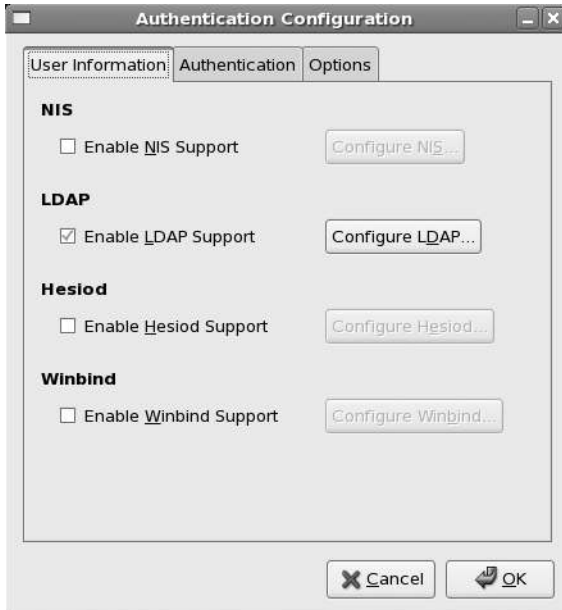 Authentication Configuration
User Information Authentication Options
NIS
Enable NIS Support Configure NIS...
LDAP
Enable LDAP Support Configure LDAP...
Hesiod
Enable Hesiod Support Configure Hesiod...
Winbind
Enable Winbind Support Configure Winbind...
Cancel OK